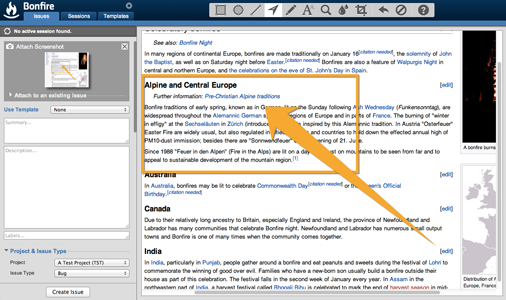 Bonfire
Issues Sessions Templates
No active session found.
Attach Screenshot
Attach to an existing issue
Use Template None
Summary...
Description...
Labels...
Project & Issue Type
Project A Test Project (TST)
Issue Type Bug
Create Issue
See also: Bonfire Night
In many regions of continental Europe, bonfires are made traditionally on January 16[citation needed], the solemnity of John
the Baptist, as well as on Saturday night before Easter.[citation needed] Bonfires are also a feature of Walpurgis Night in
central and northern Europe, and the celebrations on the eve of St. John's Day in Spain.
Alpine and Central Europe [edit]
Further information: Pre-Christian Alpine traditions
Bonfire traditions of early spring, known as in the Sunday following Ash Wednesday (Funkensonntag), are
widespread throughout the Alemannic German regions of Europe and in parts of France. The burning of "winter
in effigy" at the Sechseläuten in Zürich inspired by this Alemannic tradition. In Austria "Osterfeuer"
Easter Fire are widely used, but also regulated in and countries to hold down the effected annual high of
PM10-dust immission; besides there are "Sonnwendfeuer" evening of 21. June.
Since 1988 "Feuer in den Alpen" (Fire in the Alps) are lit on a day on mountains to be seen from far and to
appeal to sustainable development of the mountain region.[1]
Australia [edit]
In Australia, bonfires may be lit to celebrate Commonwealth Day[citation needed] or the Queen's Official
Birthday.[citation needed]
Canada
Due to their relatively long ancestry to Britain, especially England and Ireland, the province of Newfoundland and
Labrador has many communities that celebrate Bonfire Night. Newfoundland and Labrador has numerous small output
towns and Bonfire is one of many times when the community comes together.
India [edit]
In India, particularly in Punjab, people gather around a bonfire and eat peanuts and sweets during the festival of Lohri to
commemorate the winning of good over evil. Families who have a new-born son usually build a bonfire outside their
house as part of this celebration. The festival falls in the second week of January every year. In Assam in the
northeastern part of India, a harvest festival called Bhogali Bihu is celebrated to mark the end of harvest season in mid-
A bonfire burni
Distribution of
Europe, France